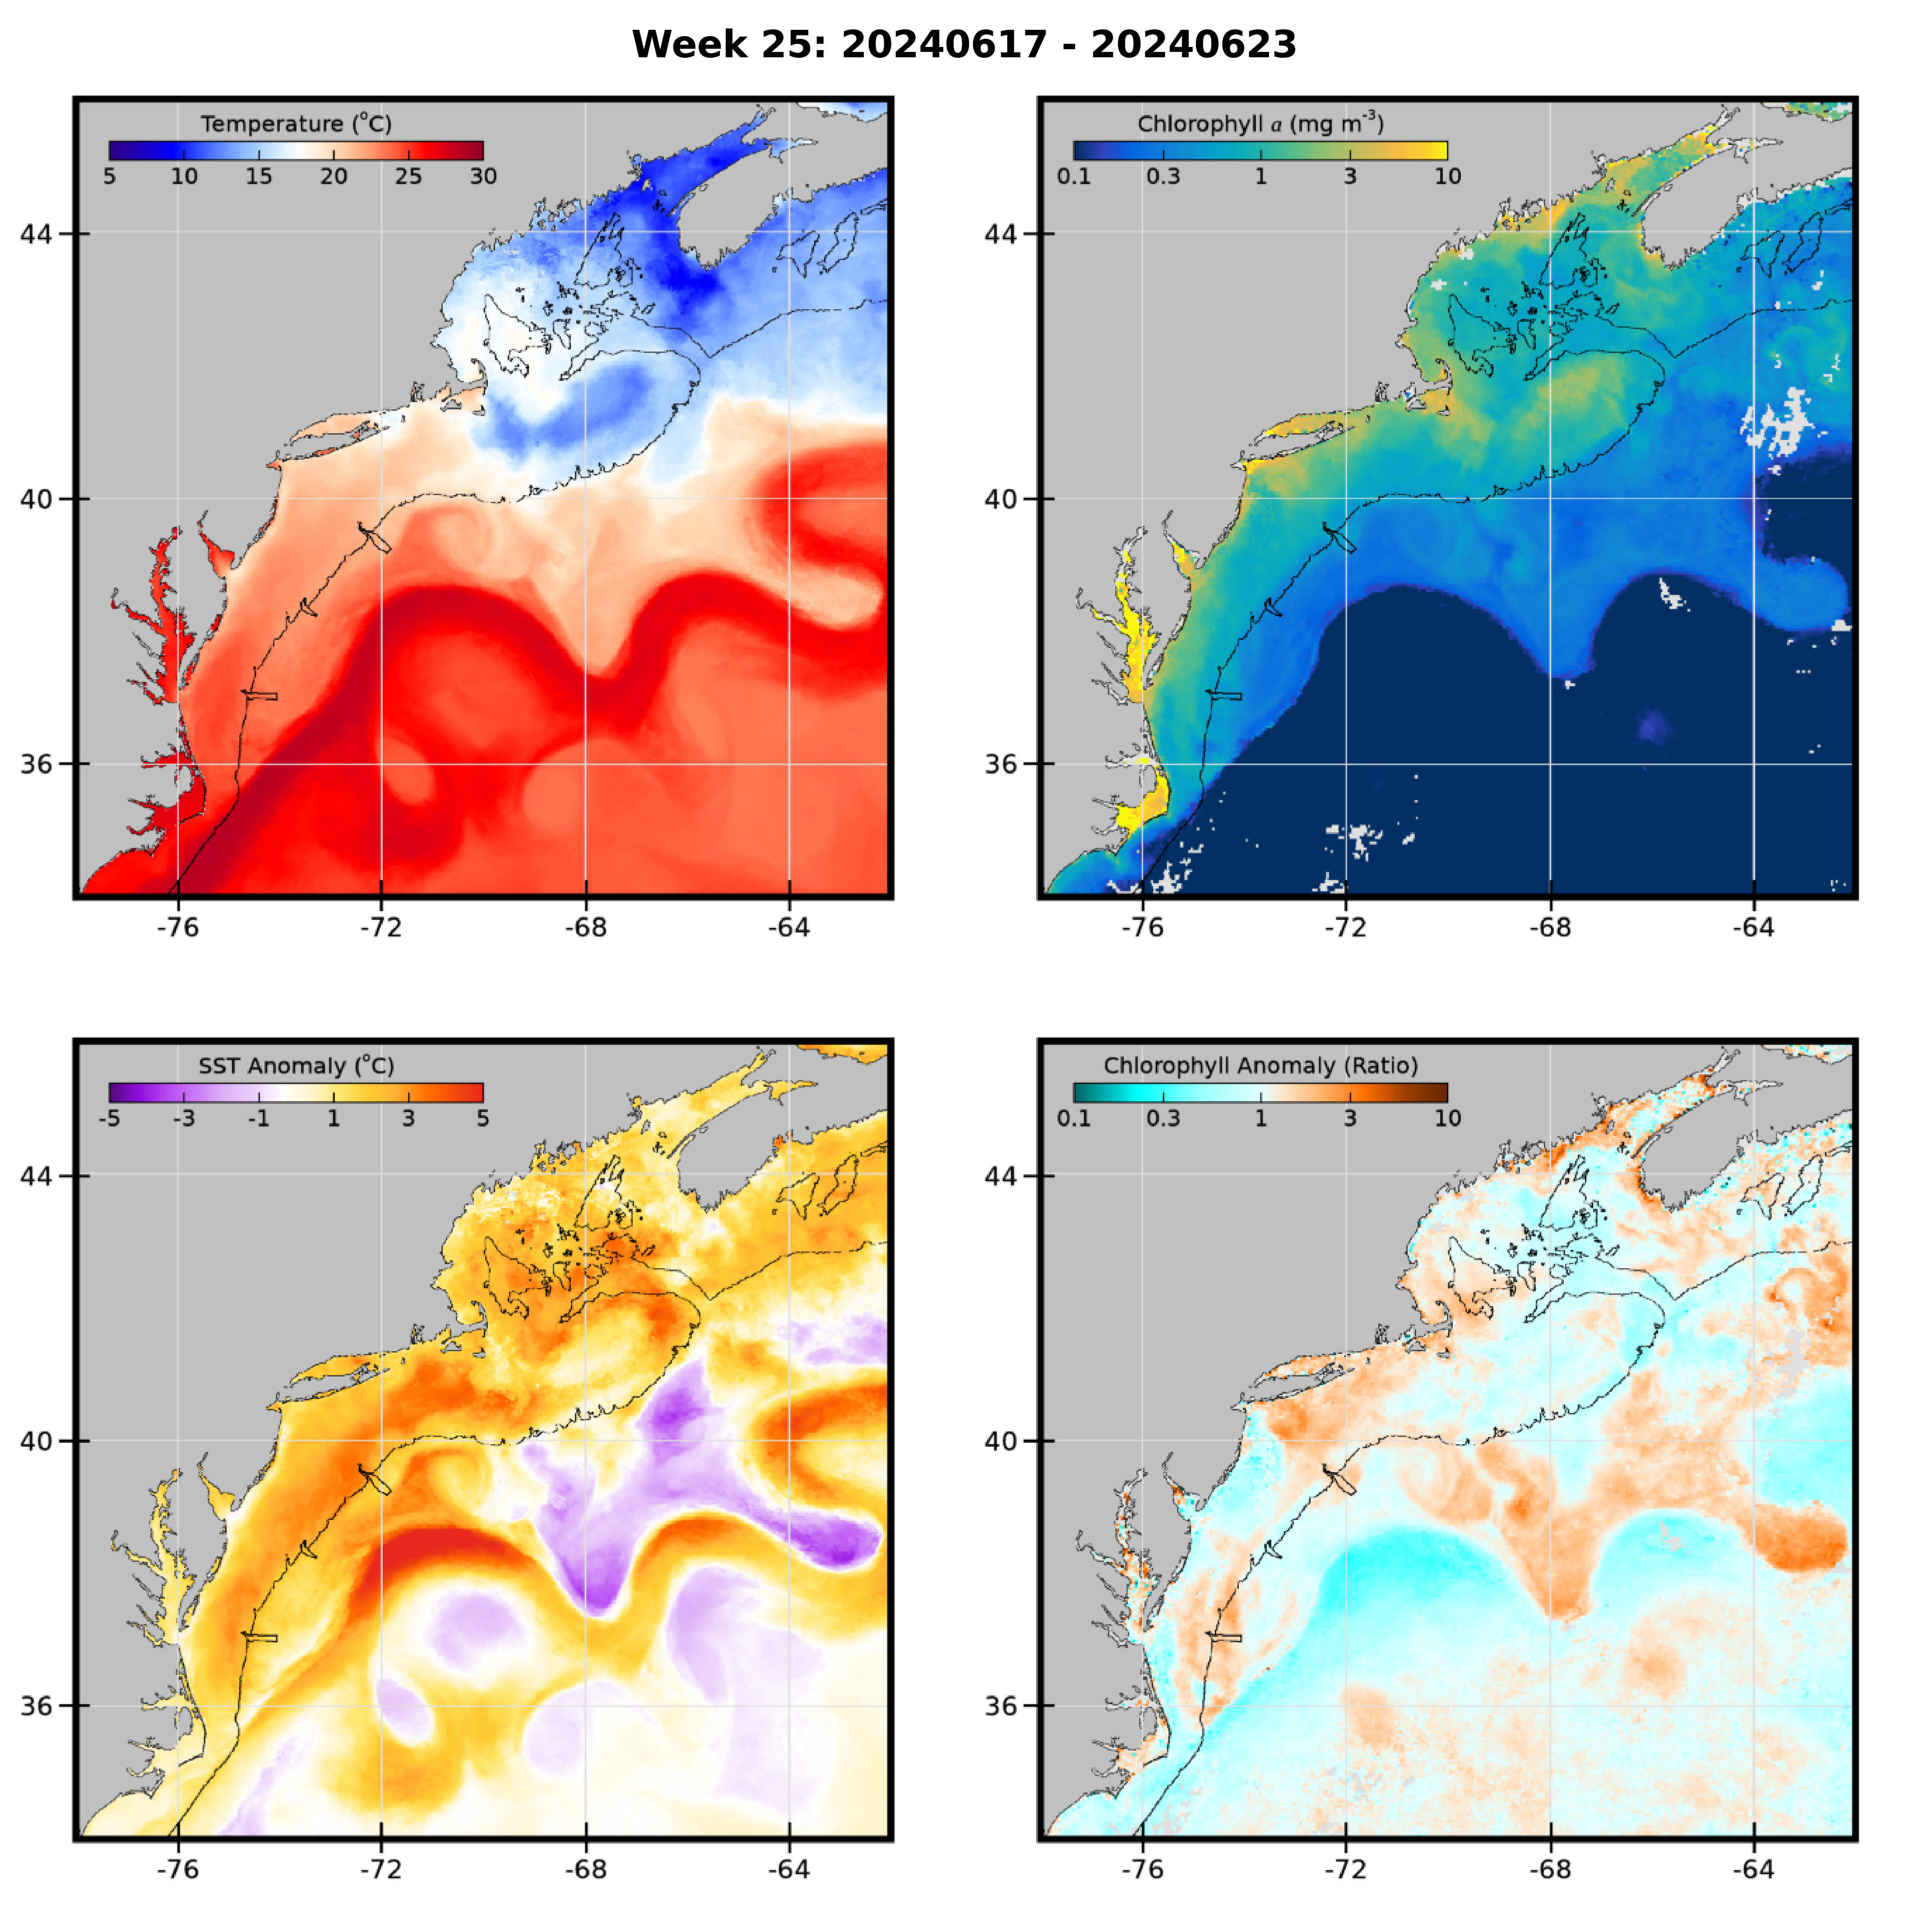 Week 25: 20240617 - 20240623
Temperature (°C)
5 10 15 20 25 30
44
40
36
-76 -72 -68 -64
Chlorophyll a (mg m⁻³)
0.1 0.3 1 3 10
44
40
36
-76 -72 -68 -64
SST Anomaly (°C)
-5 -3 -1 1 3 5
44
40
36
-76 -72 -68 -64
Chlorophyll Anomaly (Ratio)
0.1 0.3 1 3 10
44
40
36
-76 -72 -68 -64